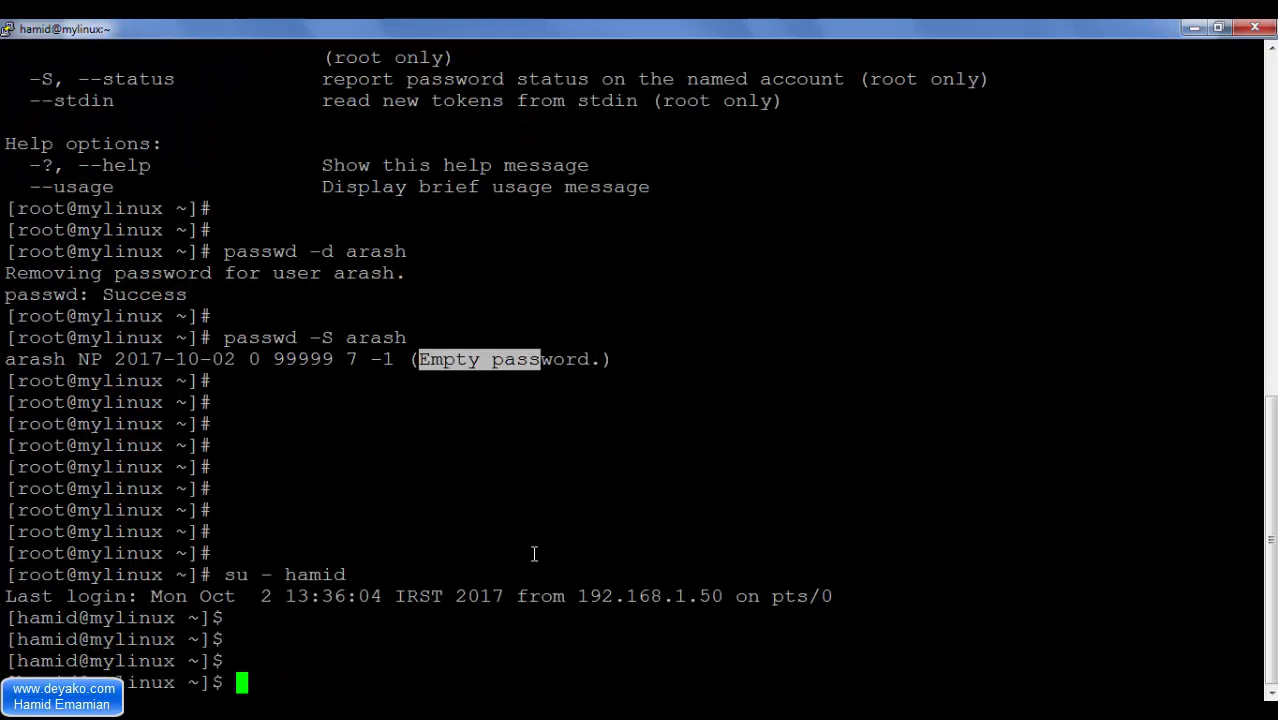 hamid@mylinux:~
(root only)
-S, --status report password status on the named account (root only)
--stdin read new tokens from stdin (root only)
Help options:
-?, --help Show this help message
--usage Display brief usage message
[root@mylinux ~]#
[root@mylinux ~]#
[root@mylinux ~]# passwd -d arash
Removing password for user arash.
passwd: Success
[root@mylinux ~]#
[root@mylinux ~]# passwd -S arash
arash NP 2017-10-02 0 99999 7 -1 (Empty password.)
[root@mylinux ~]#
[root@mylinux ~]#
[root@mylinux ~]#
[root@mylinux ~]#
[root@mylinux ~]#
[root@mylinux ~]#
[root@mylinux ~]#
[root@mylinux ~]#
[root@mylinux ~]#
[root@mylinux ~]# su - hamid
Last login: Mon Oct  2 13:36:04 IRST 2017 from 192.168.1.50 on pts/0
[hamid@mylinux ~]$
[hamid@mylinux ~]$
[hamid@mylinux ~]$
linux ~]$
www.deyako.com
Hamid Emamian